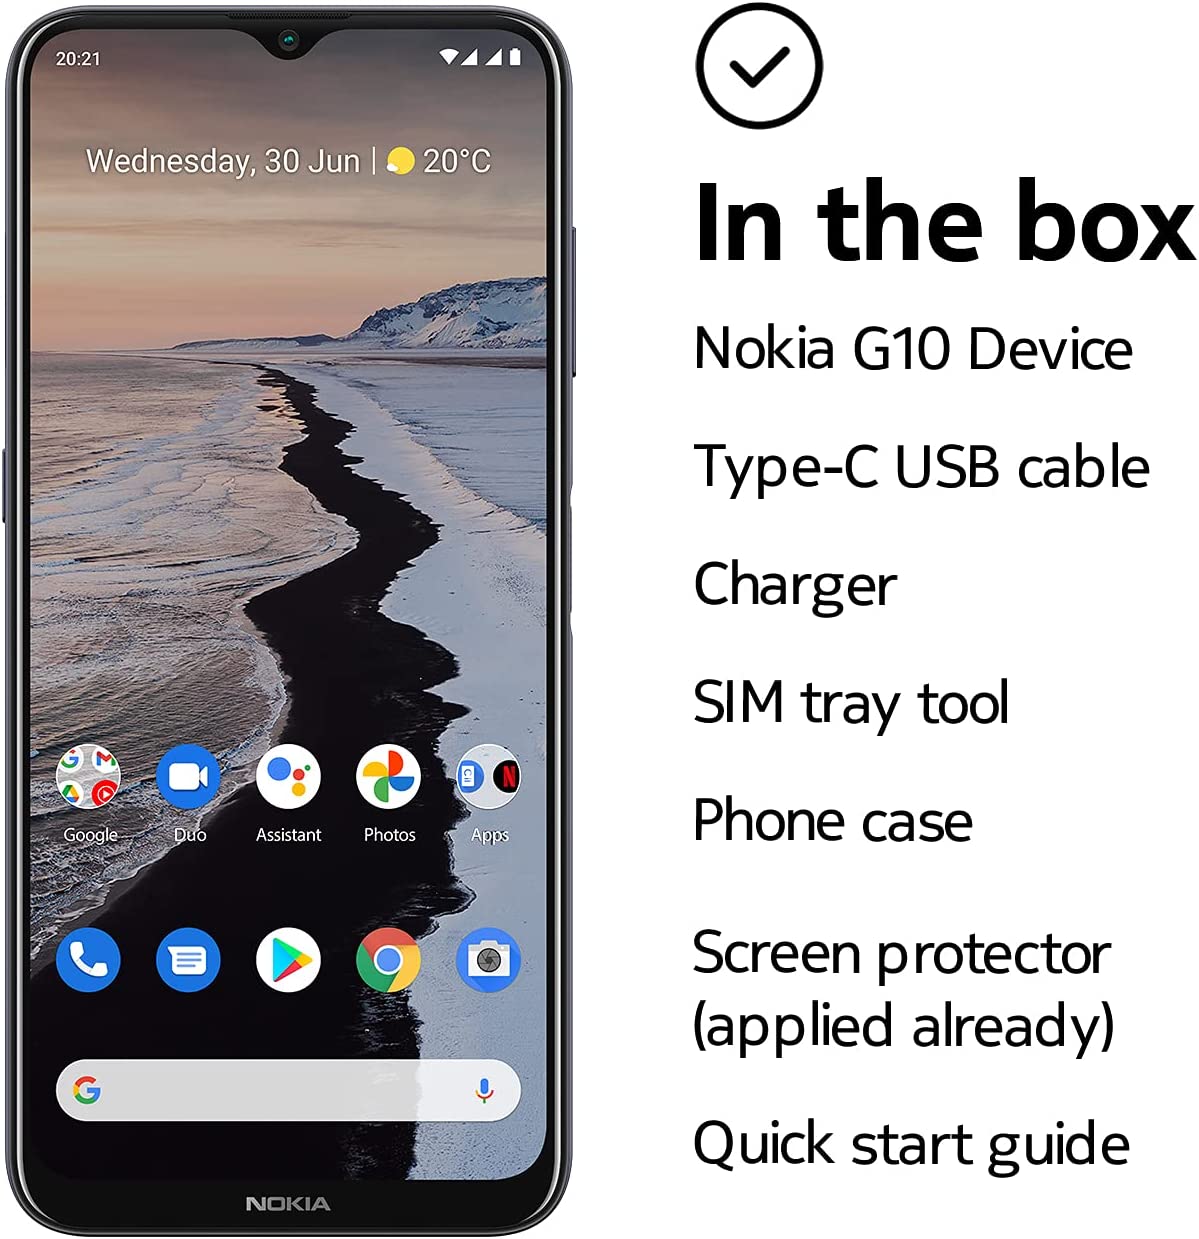 20:21
Wednesday, 30 Jun | 20°C
Google Duo Assistant Photos Apps
NOKIA
In the box
Nokia G10 Device
Type-C USB cable
Charger
SIM tray tool
Phone case
Screen protector
(applied already)
Quick start guide